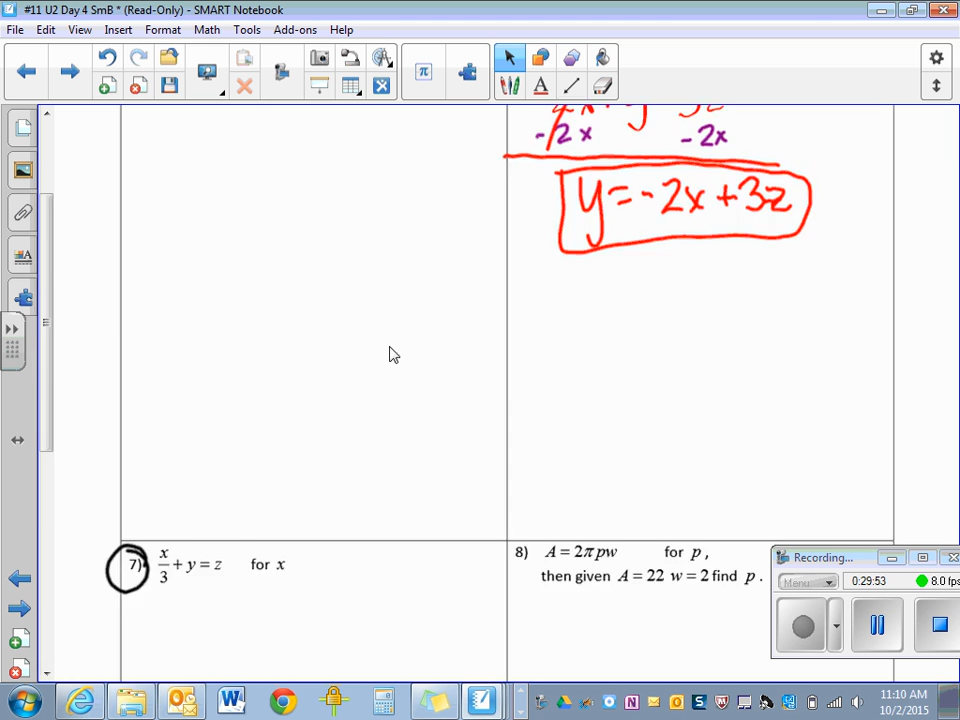 #11 U2 Day 4 SmB * (Read-Only) - SMART Notebook
File Edit View Insert Format Math Tools Add-ons Help
-2x -2x
y=-2x+3z
7) x/3 + y = z for x
8) A = 2πpw for p ,
then given A = 22 w = 2 find p .
Recording...
Menu
0:29:53
8.0 fps
11:10 AM
10/2/2015